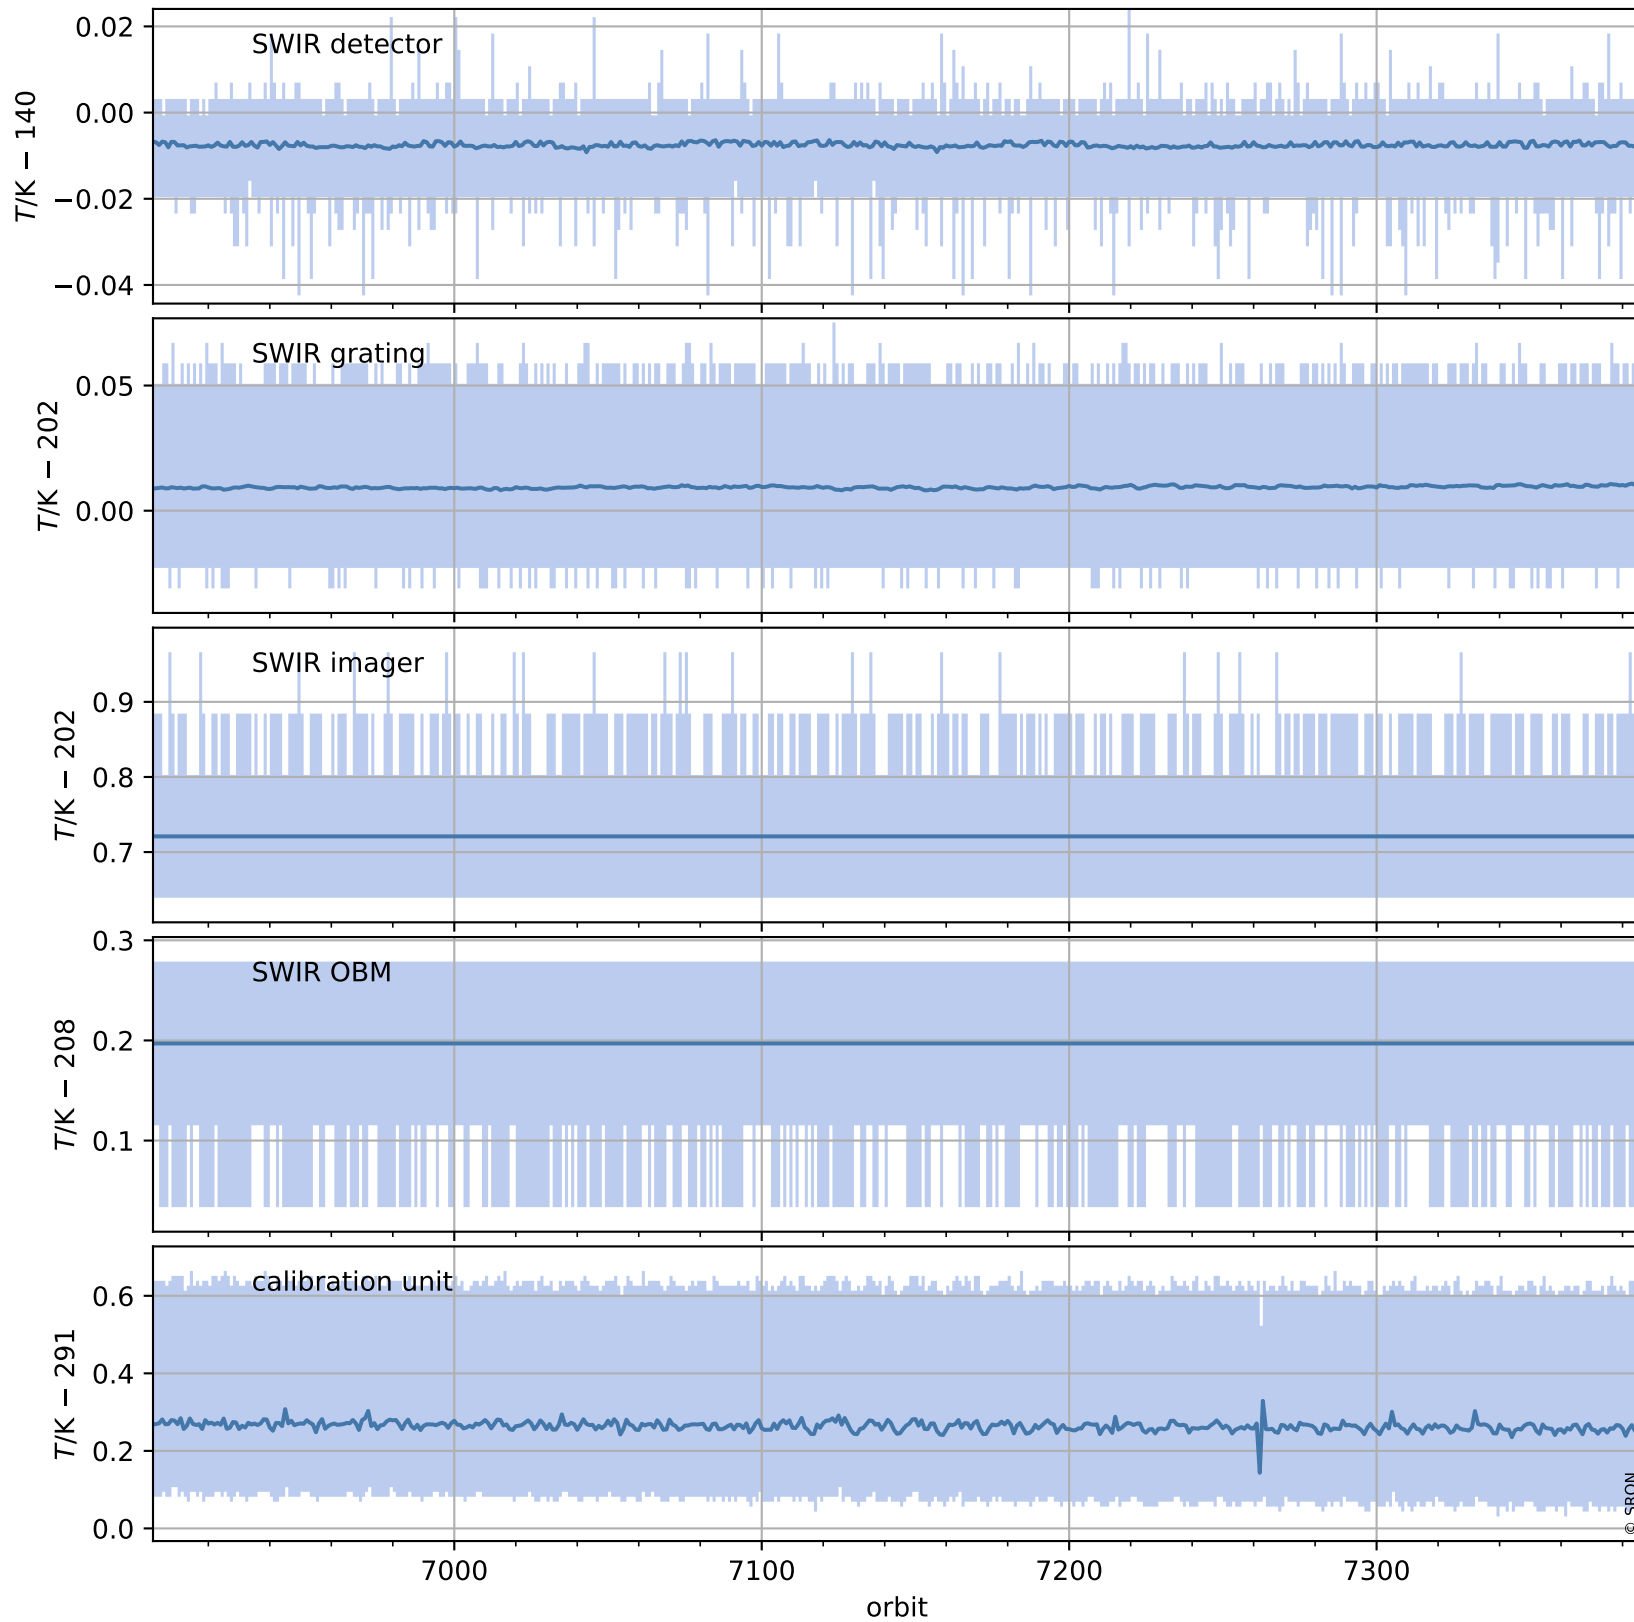 SWIR detector
T/K − 140
0.02
0.00
−0.02
−0.04
SWIR grating
T/K − 202
0.05
0.00
SWIR imager
T/K − 202
0.9
0.8
0.7
SWIR OBM
T/K − 208
0.3
0.2
0.1
calibration unit
T/K − 291
0.6
0.4
0.2
0.0
© SRON
7000 7100 7200 7300
orbit